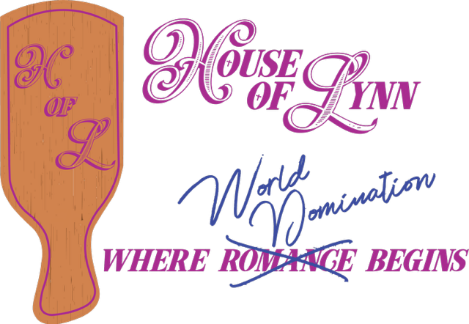 H
OF
L
HOUSE
OF LYNN
World
Domination
WHERE ROMANCE BEGINS